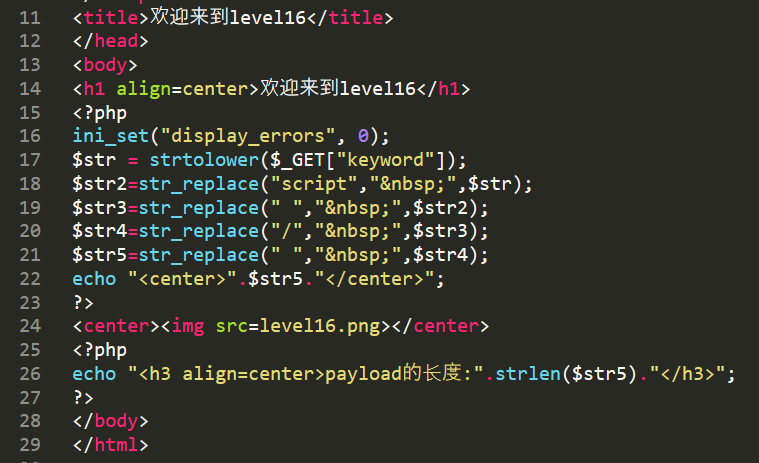 11 <title>欢迎来到level16</title>
12 </head>
13 <body>
14 <h1 align=center>欢迎来到level16</h1>
15 <?php
16 ini_set("display_errors", 0);
17 $str = strtolower($_GET["keyword"]);
18 $str2=str_replace("script","&nbsp;",$str);
19 $str3=str_replace(" ","&nbsp;",$str2);
20 $str4=str_replace("/","&nbsp;",$str3);
21 $str5=str_replace(" ","&nbsp;",$str4);
22 echo "<center>".$str5."</center>";
23 ?>
24 <center><img src=level16.png></center>
25 <?php
26 echo "<h3 align=center>payload的长度:".strlen($str5)."</h3>";
27 ?>
28 </body>
29 </html>